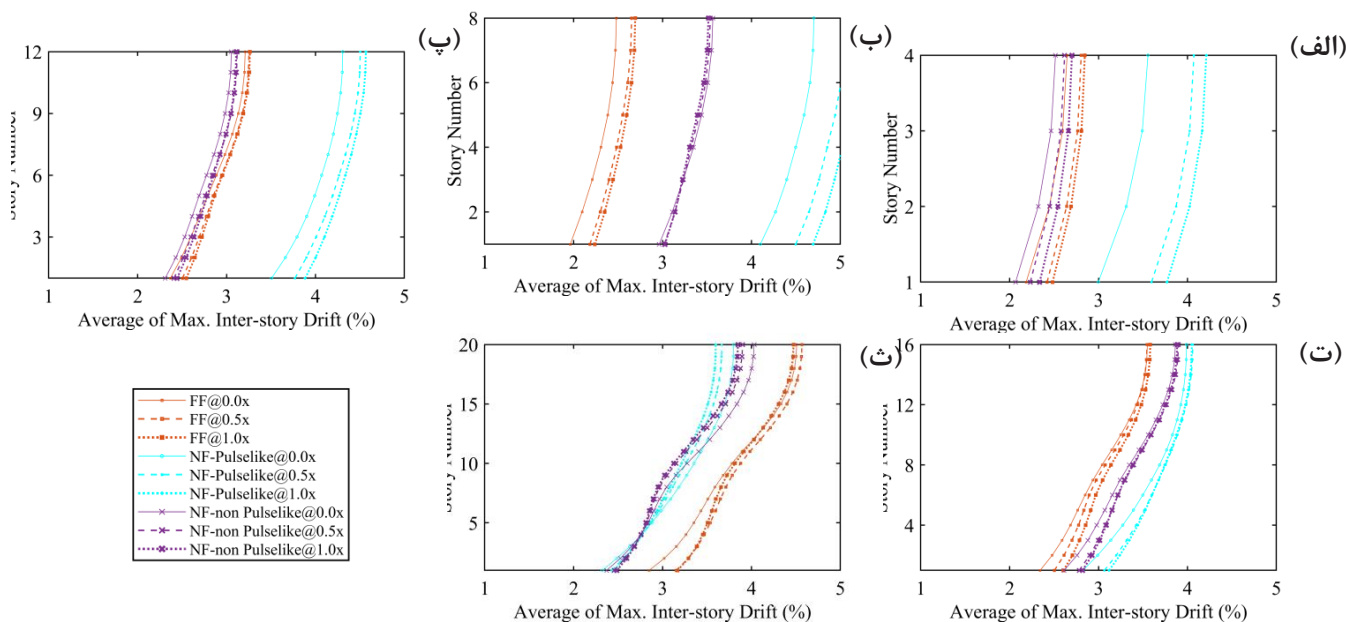 (الف)
4
3
2
1
Story Number
1 2 3 4 5
Average of Max. Inter-story Drift (%)
(ب)
8
6
4
2
Story Number
1 2 3 4 5
Average of Max. Inter-story Drift (%)
(پ)
12
9
6
3
Story Number
1 2 3 4 5
Average of Max. Inter-story Drift (%)
(ت)
16
12
8
4
Story Number
1 2 3 4 5
Average of Max. Inter-story Drift (%)
(ث)
20
15
10
5
Story Number
1 2 3 4 5
Average of Max. Inter-story Drift (%)
FF@0.0x
FF@0.5x
FF@1.0x
NF-Pulselike@0.0x
NF-Pulselike@0.5x
NF-Pulselike@1.0x
NF-non Pulselike@0.0x
NF-non Pulselike@0.5x
NF-non Pulselike@1.0x